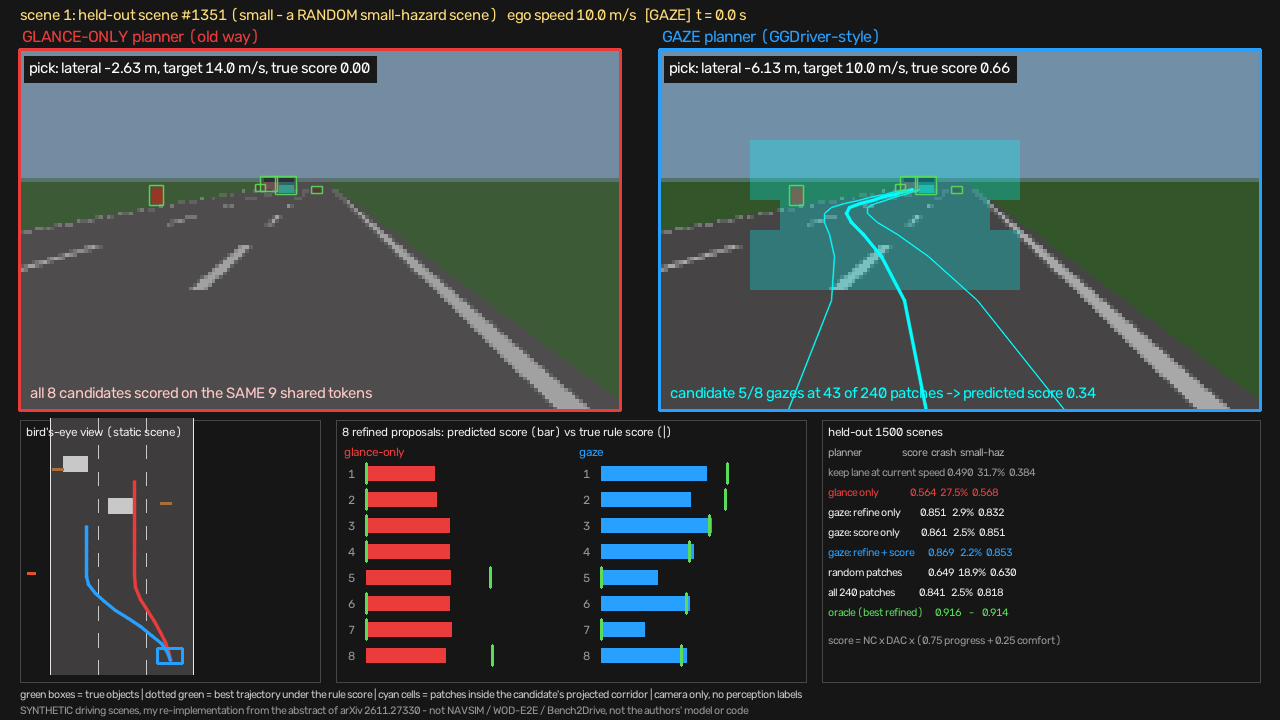 scene 1: held-out scene #1351 (small - a RANDOM small-hazard scene) ego speed 10.0 m/s [GAZE] t = 0.0 s
GLANCE-ONLY planner (old way)
GAZE planner (GGDriver-style)
pick: lateral -2.63 m, target 14.0 m/s, true score 0.00
pick: lateral -6.13 m, target 10.0 m/s, true score 0.66
all 8 candidates scored on the SAME 9 shared tokens
candidate 5/8 gazes at 43 of 240 patches -> predicted score 0.34
bird's-eye view (static scene)
8 refined proposals: predicted score (bar) vs true rule score (|)
glance-only
gaze
1
2
3
4
5
6
7
8
1
2
3
4
5
6
7
8
held-out 1500 scenes
planner score crash small-haz
keep lane at current speed 0.490 31.7% 0.384
glance only 0.564 27.5% 0.568
gaze: refine only 0.851 2.9% 0.832
gaze: score only 0.861 2.5% 0.851
gaze: refine + score 0.869 2.2% 0.853
random patches 0.649 18.9% 0.630
all 240 patches 0.841 2.5% 0.818
oracle (best refined) 0.916 - 0.914
score = NC x DAC x (0.75 progress + 0.25 comfort)
green boxes = true objects | dotted green = best trajectory under the rule score | cyan cells = patches inside the candidate's projected corridor | camera only, no perception labels
SYNTHETIC driving scenes, my re-implementation from the abstract of arXiv 2611.27330 - not NAVSIM / WOD-E2E / Bench2Drive, not the authors' model or code